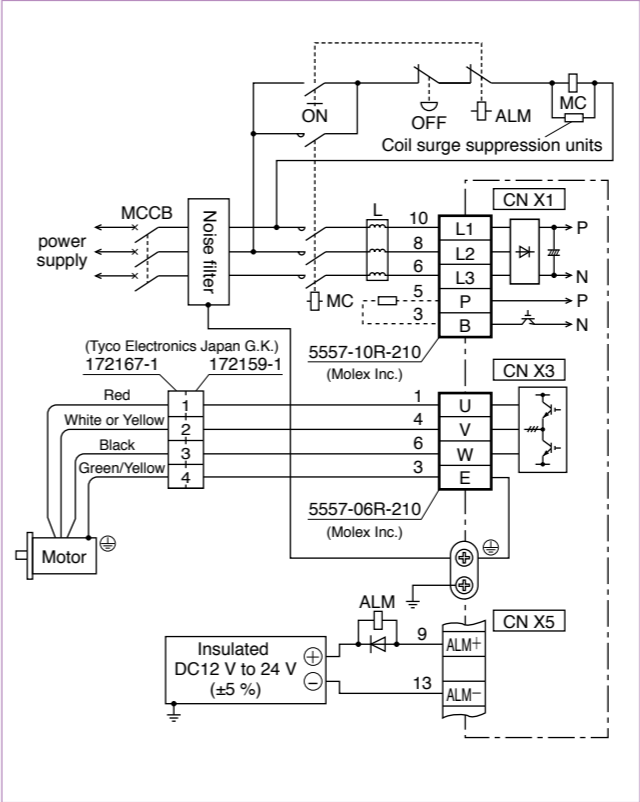 ON
OFF
ALM
MC
Coil surge suppression units
MCCB
power
supply
Noise filter
L
MC
10
8
6
5
3
L1
L2
L3
P
B
CN X1
P
N
P
N
5557-10R-210
(Molex Inc.)
(Tyco Electronics Japan G.K.)
172167-1 172159-1
Red
White or Yellow
Black
Green/Yellow
1
2
3
4
1
4
6
3
U
V
W
E
CN X3
5557-06R-210
(Molex Inc.)
Motor
Insulated
DC12 V to 24 V
(±5 %)
+
−
ALM
9
13
ALM+
ALM−
CN X5